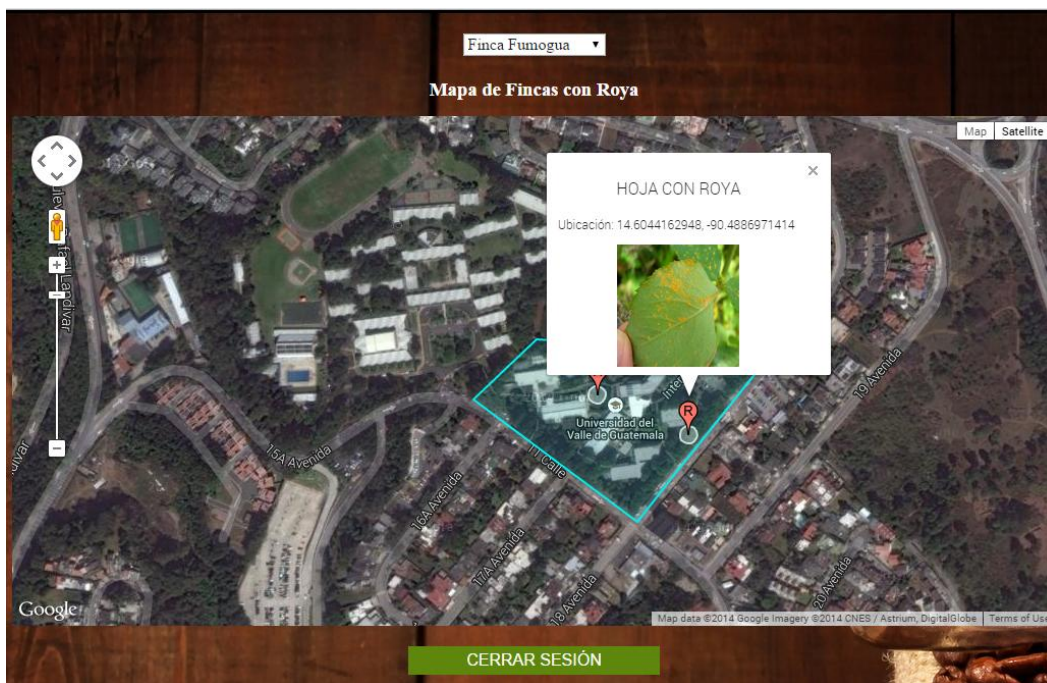 Finca Fumogua
Mapa de Fincas con Roya
Map Satellite
HOJA CON ROYA
Ubicación: 14.6044162948, -90.4886971414
Inter
R
Universidad del
Valle de Guatemala
19 Avenida
15A Avenida
11 Calle
16A Avenida
17A Avenida
18 Avenida
20 Avenida
Google
Map data ©2014 Google Imagery ©2014 CNES / Astrium, DigitalGlobe
Terms of Use
CERRAR SESIÓN